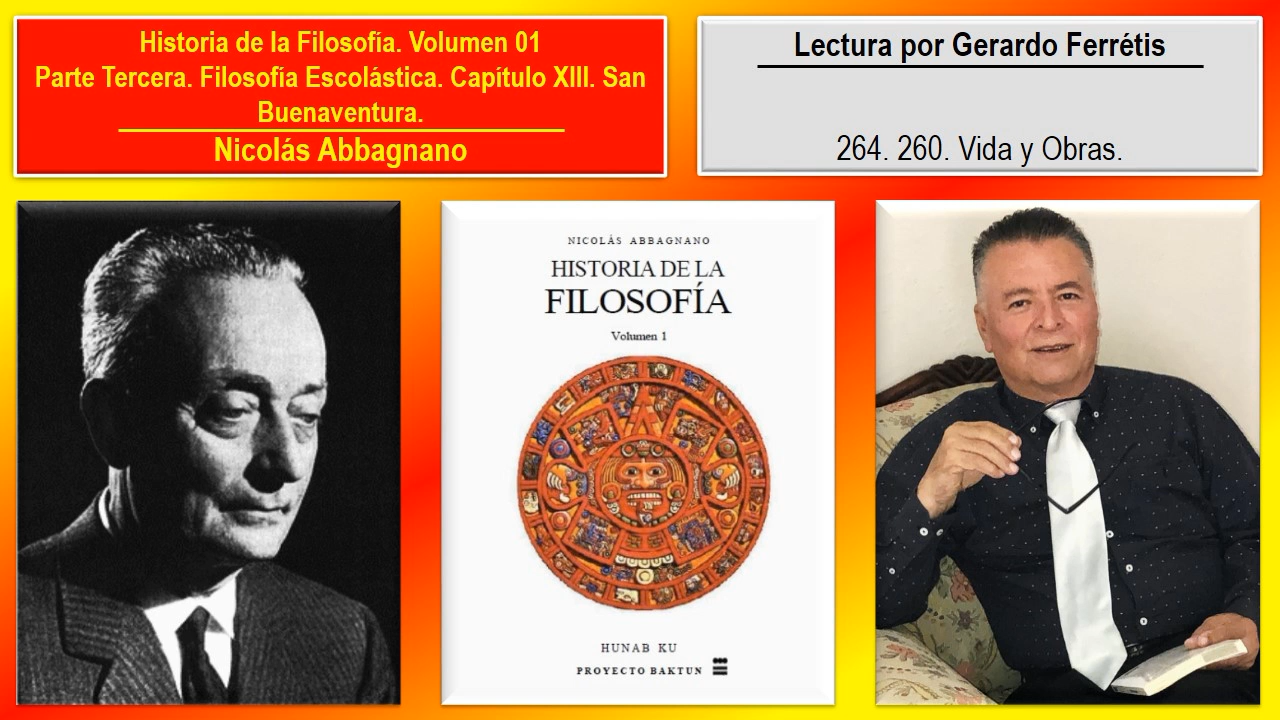 Historia de la Filosofía. Volumen 01
Parte Tercera. Filosofía Escolástica. Capítulo XIII. San
Buenaventura.
Nicolás Abbagnano
Lectura por Gerardo Ferrétis
264. 260. Vida y Obras.
NICOLÁS ABBAGNANO
HISTORIA DE LA
FILOSOFÍA
Volumen 1
HUNAB KU
PROYECTO BAKTUN